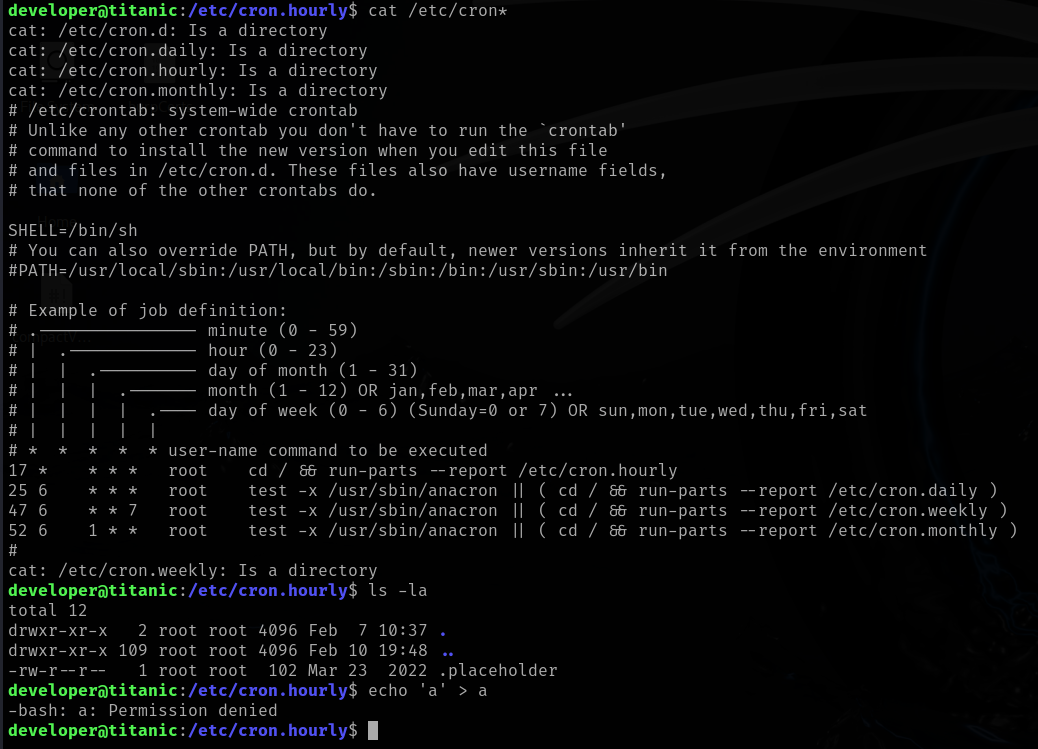 developer@titanic:/etc/cron.hourly$ cat /etc/cron*
cat: /etc/cron.d: Is a directory
cat: /etc/cron.daily: Is a directory
cat: /etc/cron.hourly: Is a directory
cat: /etc/cron.monthly: Is a directory
# /etc/crontab: system-wide crontab
# Unlike any other crontab you don't have to run the `crontab'
# command to install the new version when you edit this file
# and files in /etc/cron.d. These files also have username fields,
# that none of the other crontabs do.

SHELL=/bin/sh
# You can also override PATH, but by default, newer versions inherit it from the environment
#PATH=/usr/local/sbin:/usr/local/bin:/sbin:/bin:/usr/sbin:/usr/bin

# Example of job definition:
# .---------------- minute (0 - 59)
# |  .------------- hour (0 - 23)
# |  |  .---------- day of month (1 - 31)
# |  |  |  .------- month (1 - 12) OR jan,feb,mar,apr ...
# |  |  |  |  .---- day of week (0 - 6) (Sunday=0 or 7) OR sun,mon,tue,wed,thu,fri,sat
# |  |  |  |  |
# *  *  *  *  * user-name command to be executed
17 *    * * *   root    cd / && run-parts --report /etc/cron.hourly
25 6    * * *   root    test -x /usr/sbin/anacron || ( cd / && run-parts --report /etc/cron.daily )
47 6    * * 7   root    test -x /usr/sbin/anacron || ( cd / && run-parts --report /etc/cron.weekly )
52 6    1 * *   root    test -x /usr/sbin/anacron || ( cd / && run-parts --report /etc/cron.monthly )
#
cat: /etc/cron.weekly: Is a directory
developer@titanic:/etc/cron.hourly$ ls -la
total 12
drwxr-xr-x   2 root root 4096 Feb  7 10:37 .
drwxr-xr-x 109 root root 4096 Feb 10 19:48 ..
-rw-r--r--   1 root root  102 Mar 23  2022 .placeholder
developer@titanic:/etc/cron.hourly$ echo 'a' > a
-bash: a: Permission denied
developer@titanic:/etc/cron.hourly$